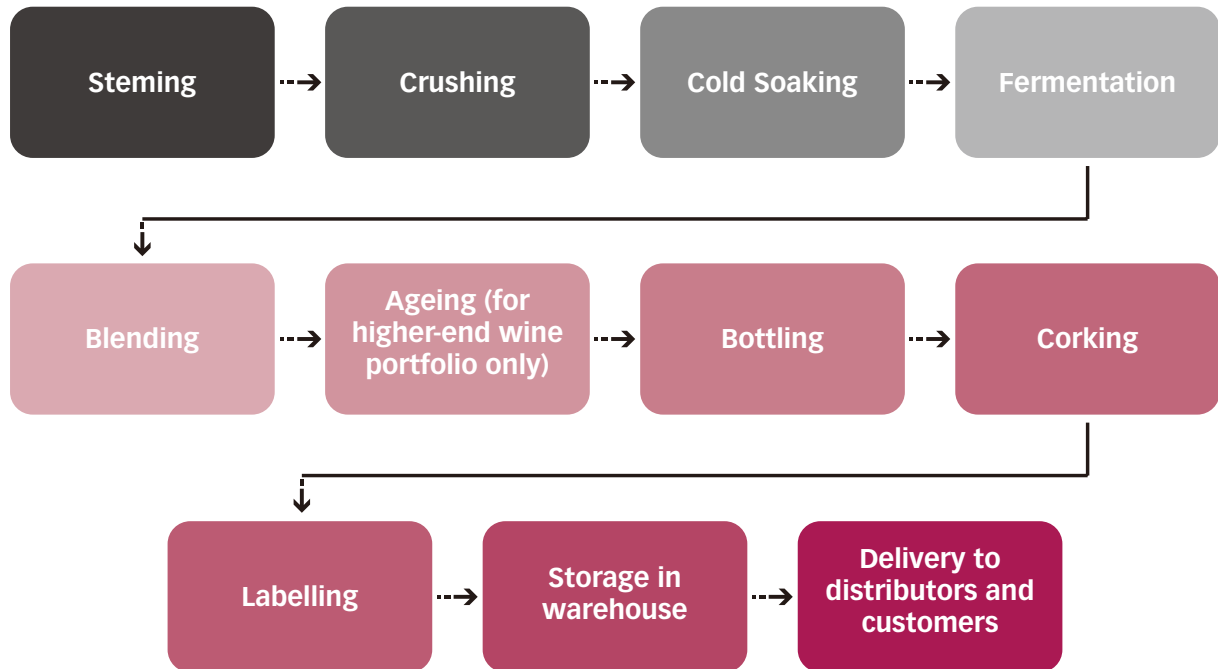 Steming
Crushing
Cold Soaking
Fermentation
Blending
Ageing (for
higher-end wine
portfolio only)
Bottling
Corking
Labelling
Storage in
warehouse
Delivery to
distributors and
customers